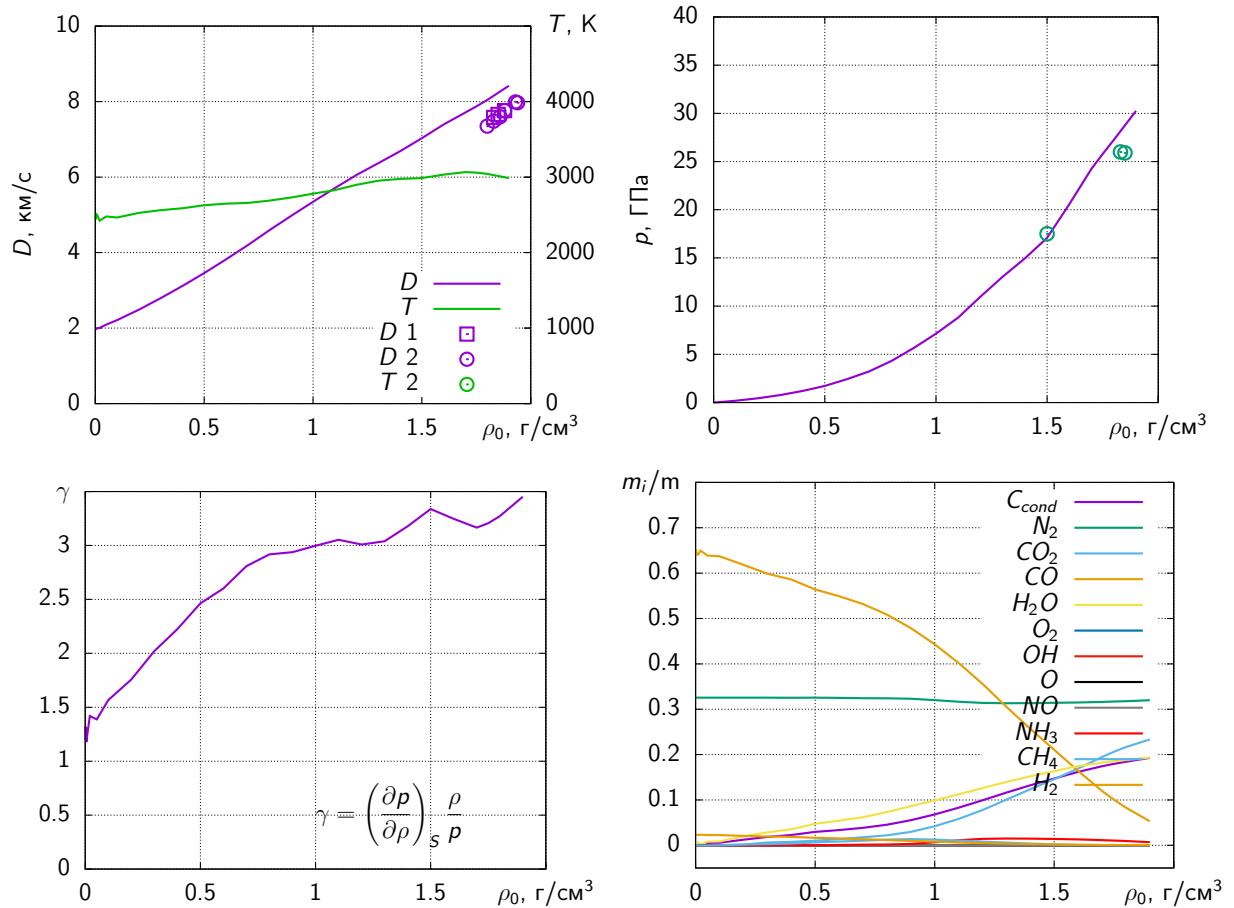 10
8
6
4
2
0
D, км/с
T, K
4000
3000
2000
1000
0
D
T
D 1
D 2
T 2
0
0.5
1
1.5
ρ₀, г/см³
40
35
30
25
20
15
10
5
0
p, ГПа
0
0.5
1
1.5
ρ₀, г/см³
γ
3
2.5
2
1.5
1
0.5
0
γ = (∂p/∂ρ)_S ρ/p
0
0.5
1
1.5
ρ₀, г/см³
mᵢ/m
0.7
0.6
0.5
0.4
0.3
0.2
0.1
0
C_cond
N₂
CO₂
CO
H₂O
O₂
OH
O
NO
NH₃
CH₄
H₂
0
0.5
1
1.5
ρ₀, г/см³